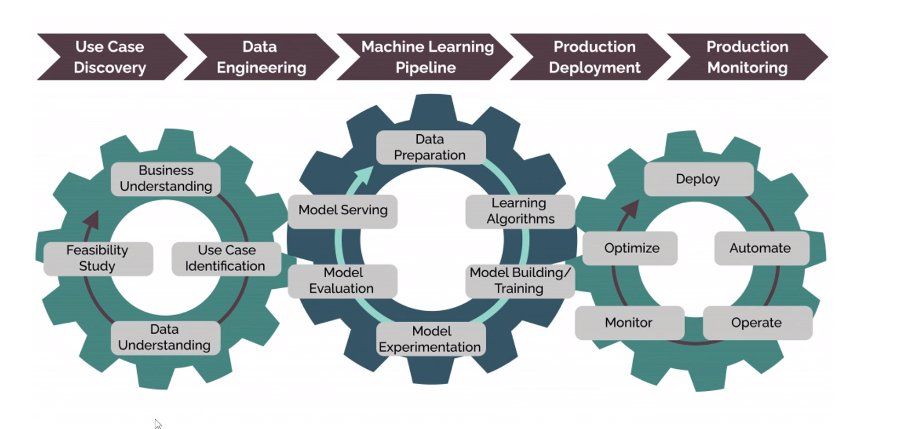 Use Case
Discovery
Data
Engineering
Machine Learning
Pipeline
Production
Deployment
Production
Monitoring
Business
Understanding
Use Case
Identification
Data
Understanding
Feasibility
Study
Data
Preparation
Learning
Algorithms
Model Building/
Training
Model
Experimentation
Model
Evaluation
Model Serving
Deploy
Automate
Operate
Monitor
Optimize